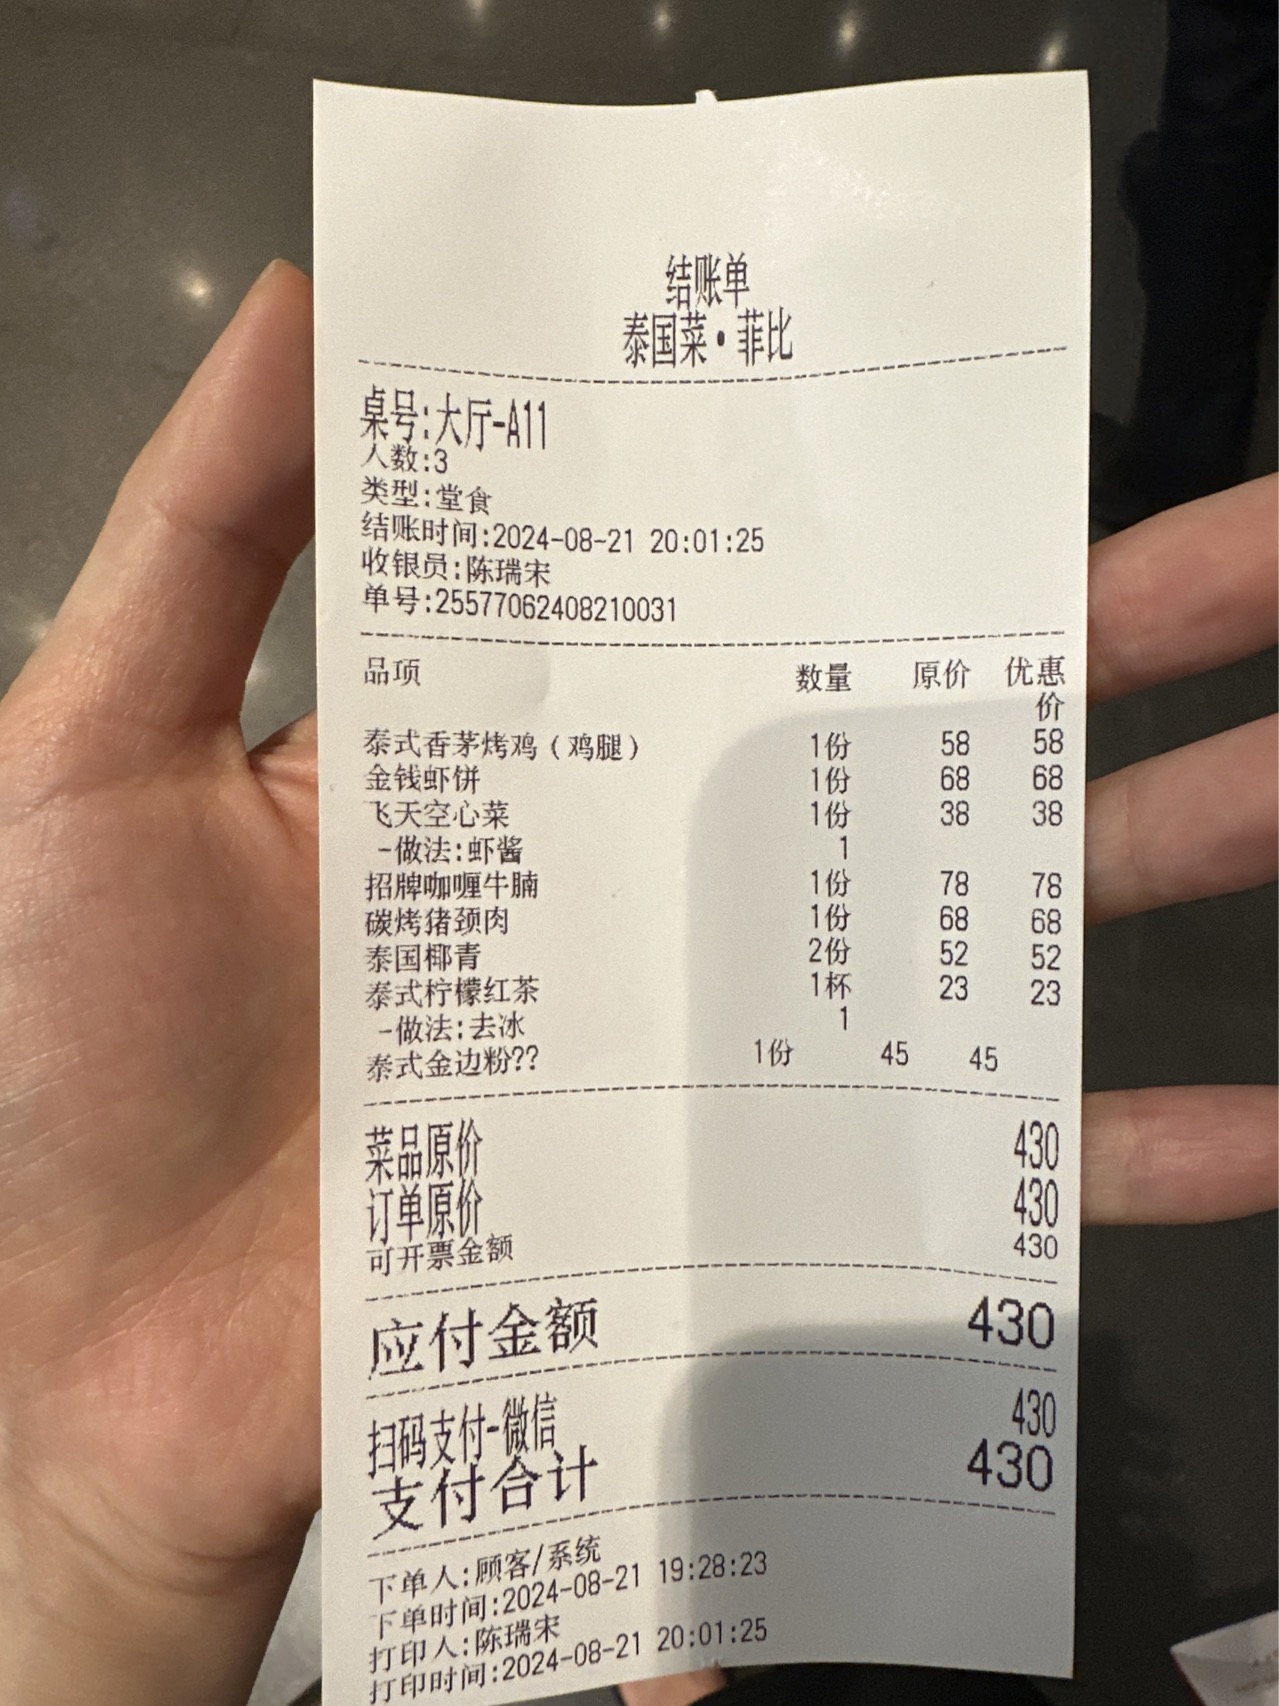 结账单
泰国菜•菲比
桌号:大厅-A11
人数:3
类型:堂食
结账时间:2024-08-21 20:01:25
收银员:陈瑞宋
单号:25577062408210031
品项 数量 原价 优惠
价
泰式香茅烤鸡(鸡腿) 1份 58 58
金钱虾饼 1份 68 68
飞天空心菜 1份 38 38
-做法:虾酱 1
招牌咖喱牛腩 1份 78 78
碳烤猪颈肉 1份 68 68
泰国椰青 2份 52 52
泰式柠檬红茶 1杯 23 23
-做法:去冰 1
泰式金边粉?? 1份 45 45
菜品原价 430
订单原价 430
可开票金额 430
应付金额 430
扫码支付-微信 430
支付合计 430
下单人:顾客/系统
下单时间:2024-08-21 19:28:23
打印人:陈瑞宋
打印时间:2024-08-21 20:01:25